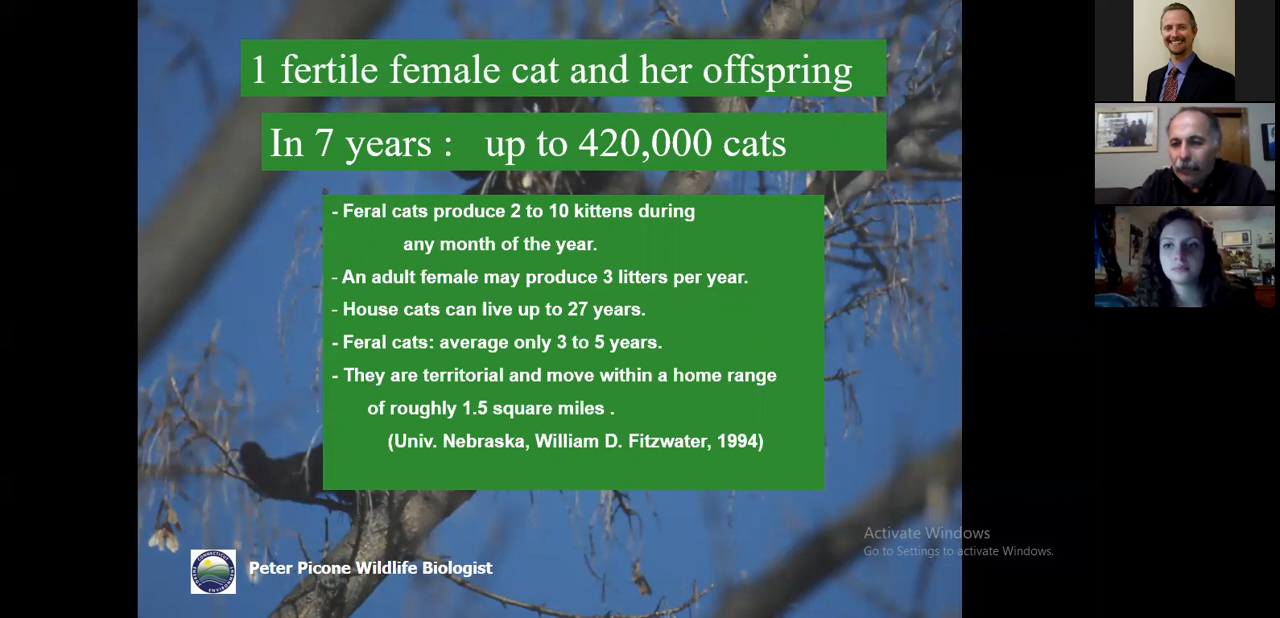 1 fertile female cat and her offspring
In 7 years : up to 420,000 cats
- Feral cats produce 2 to 10 kittens during
any month of the year.
- An adult female may produce 3 litters per year.
- House cats can live up to 27 years.
- Feral cats: average only 3 to 5 years.
- They are territorial and move within a home range
of roughly 1.5 square miles .
(Univ. Nebraska, William D. Fitzwater, 1994)
Activate Windows
Go to Settings to activate Windows.
Peter Picone Wildlife Biologist